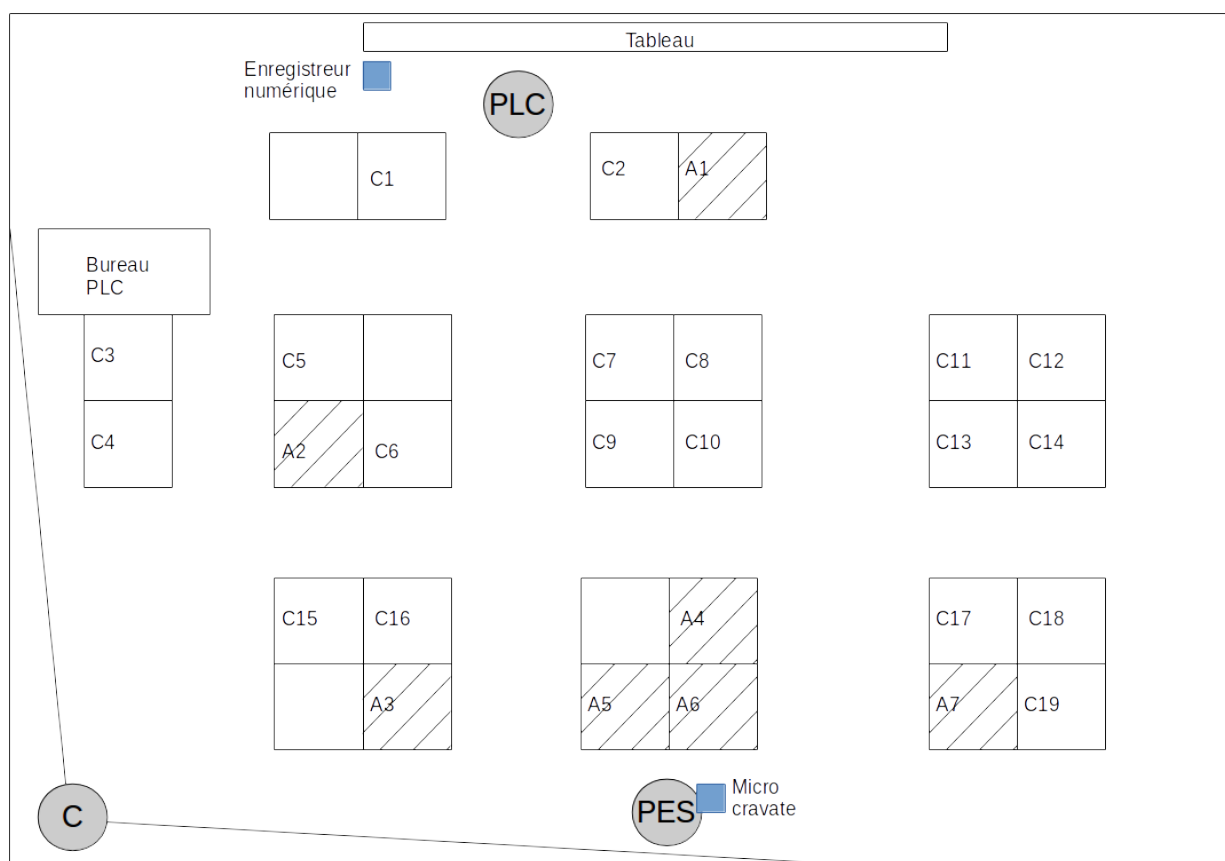 Tableau
Enregistreur
numérique
PLC
C1
C2
A1
Bureau
PLC
C3
C5
C7
C8
C11
C12
C4
A2
C6
C9
C10
C13
C14
C15
C16
A4
C17
C18
A3
A5
A6
A7
C19
C
PES
Micro
cravate